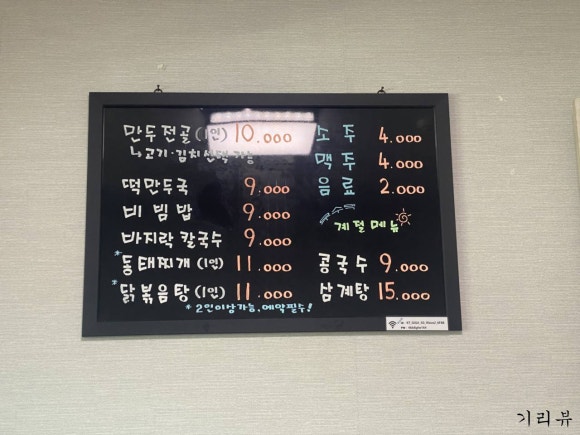 만두전골 (1인) 10.000
↳고기·김치 선택 가능
떡만두국 9.000
비빔밥 9.000
바지락 칼국수 9.000
*동태찌개 (1인) 11.000
*닭볶음탕 (1인) 11.000
*2인이상가능, 예약필수!
소주 4.000
맥주 4.000
음료 2.000
계절메뉴
콩국수 9.000
삼계탕 15.000
기리뷰